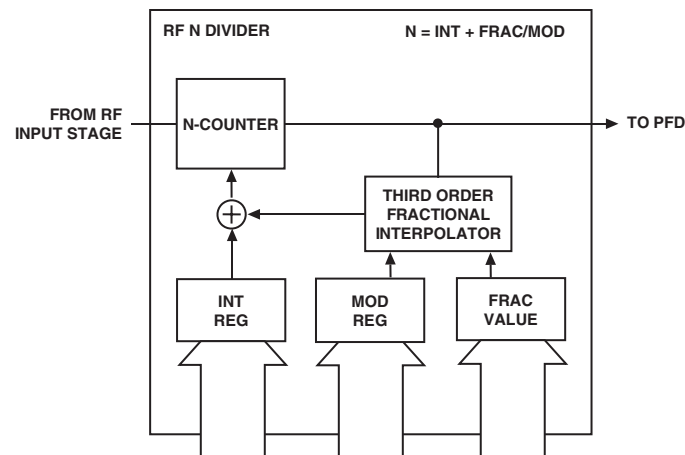 RF N DIVIDER
N = INT + FRAC/MOD
FROM RF
INPUT STAGE
N-COUNTER
TO PFD
THIRD ORDER
FRACTIONAL
INTERPOLATOR
INT
REG
MOD
REG
FRAC
VALUE